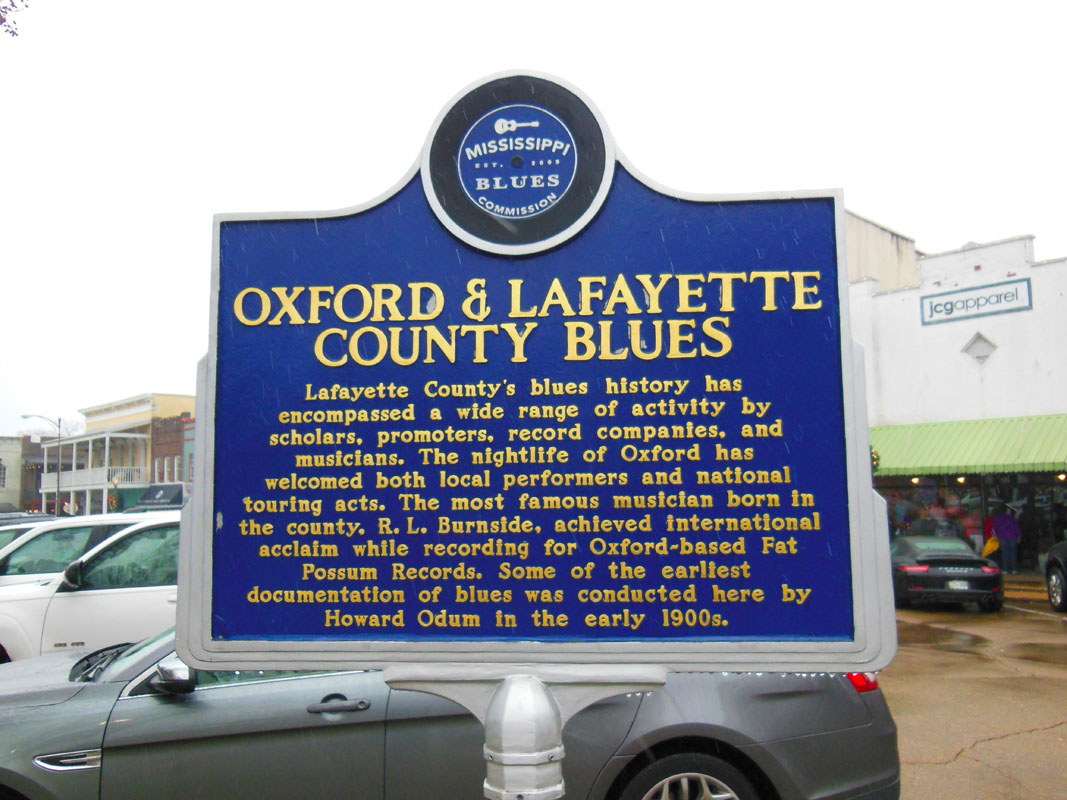 MISSISSIPPI
EST. 2003
BLUES
COMMISSION
OXFORD & LAFAYETTE
COUNTY BLUES
Lafayette County's blues history has
encompassed a wide range of activity by
scholars, promoters, record companies, and
musicians. The nightlife of Oxford has
welcomed both local performers and national
touring acts. The most famous musician born in
the county, R. L. Burnside, achieved international
acclaim while recording for Oxford-based Fat
Possum Records. Some of the earliest
documentation of blues was conducted here by
Howard Odum in the early 1900s.
jcgapparel